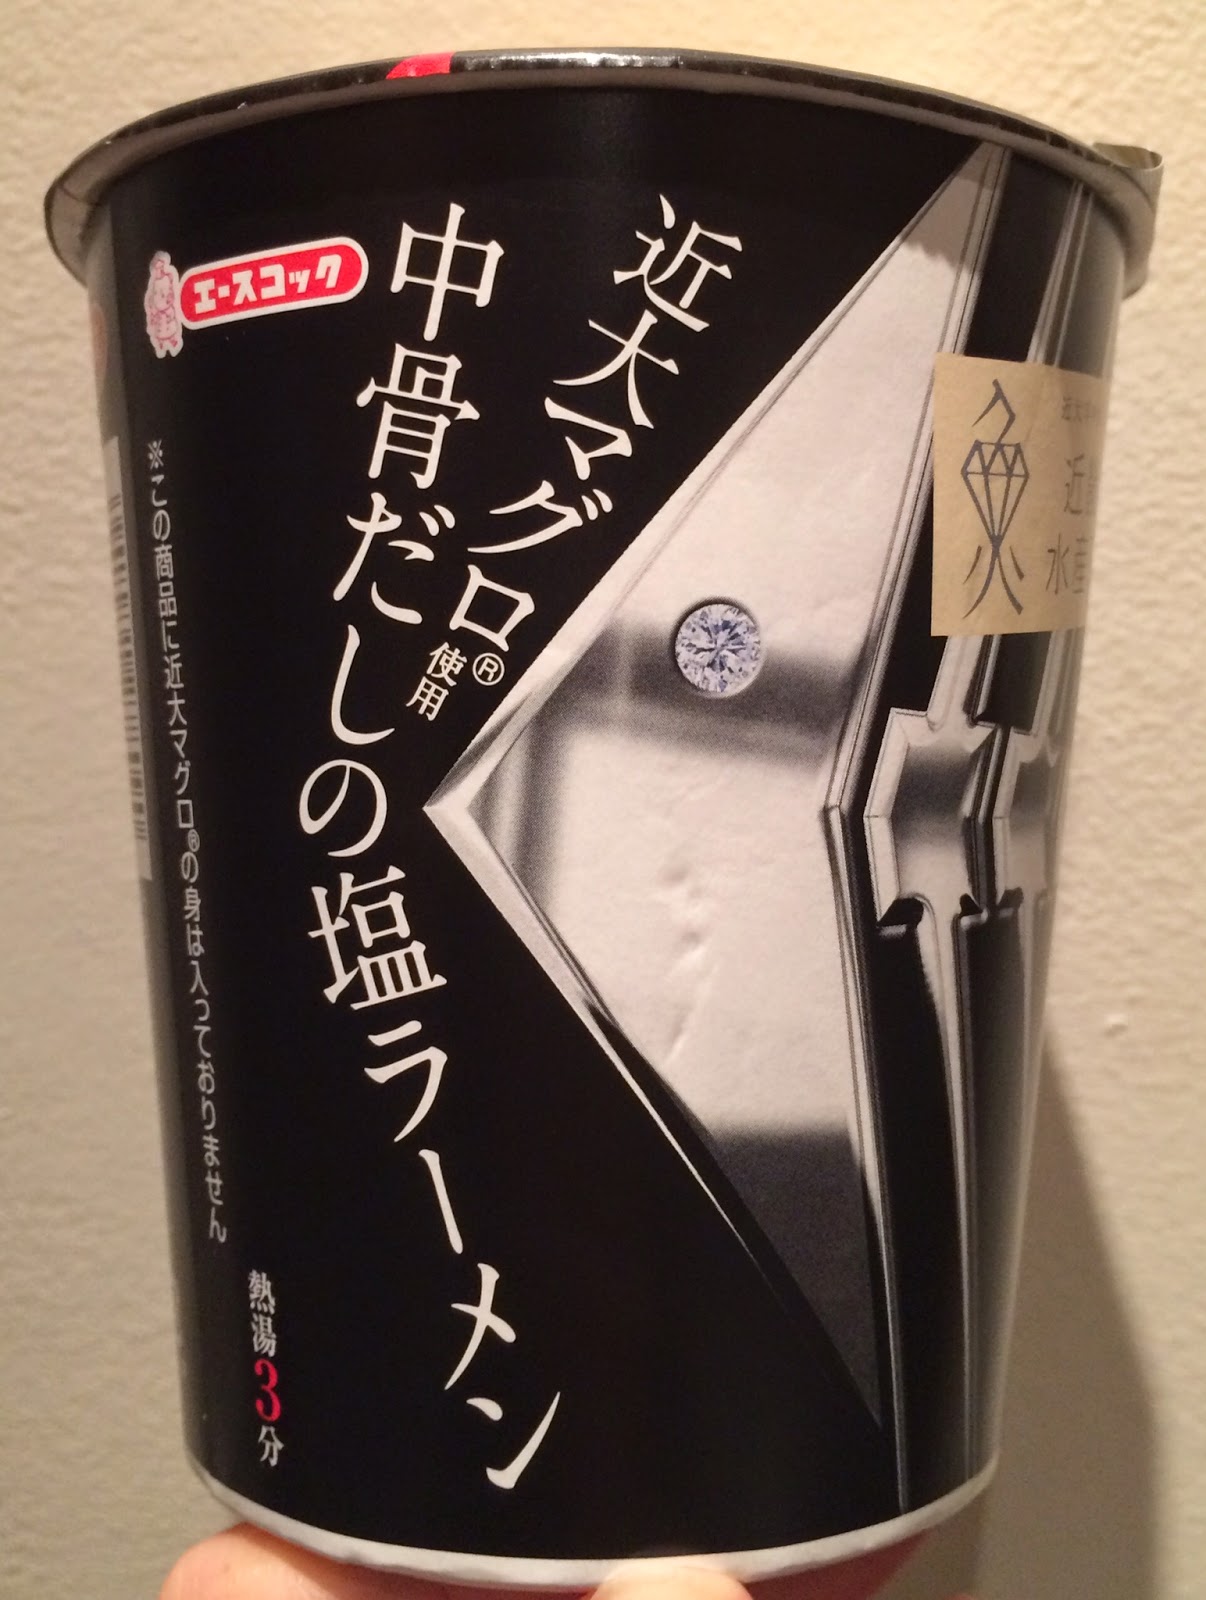 エースコック
近大マグロ®使用
中骨だしの塩ラーメン
※この商品に近大マグロ®の身は入っておりません
熱湯3分
魚
近
水